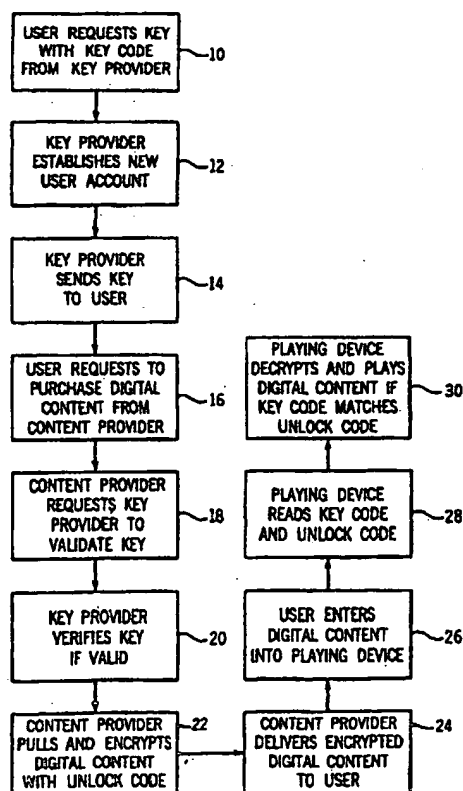 USER REQUESTS KEY
WITH KEY CODE
FROM KEY PROVIDER
10
KEY PROVIDER
ESTABLISHES NEW
USER ACCOUNT
12
KEY PROVIDER
SENDS KEY
TO USER
14
USER REQUESTS TO
PURCHASE DIGITAL
CONTENT FROM
CONTENT PROVIDER
16
CONTENT PROVIDER
REQUESTS KEY
PROVIDER TO
VALIDATE KEY
18
KEY PROVIDER
VERIFIES KEY
IF VALID
20
CONTENT PROVIDER
PULLS AND ENCRYPTS
DIGITAL CONTENT
WITH UNLOCK CODE
22
CONTENT PROVIDER
DELIVERS ENCRYPTED
DIGITAL CONTENT
TO USER
24
USER ENTERS
DIGITAL CONTENT
INTO PLAYING DEVICE
26
PLAYING DEVICE
READS KEY CODE
AND UNLOCK CODE
28
PLAYING DEVICE
DECRYPTS AND PLAYS
DIGITAL CONTENT IF
KEY CODE MATCHES
UNLOCK CODE
30